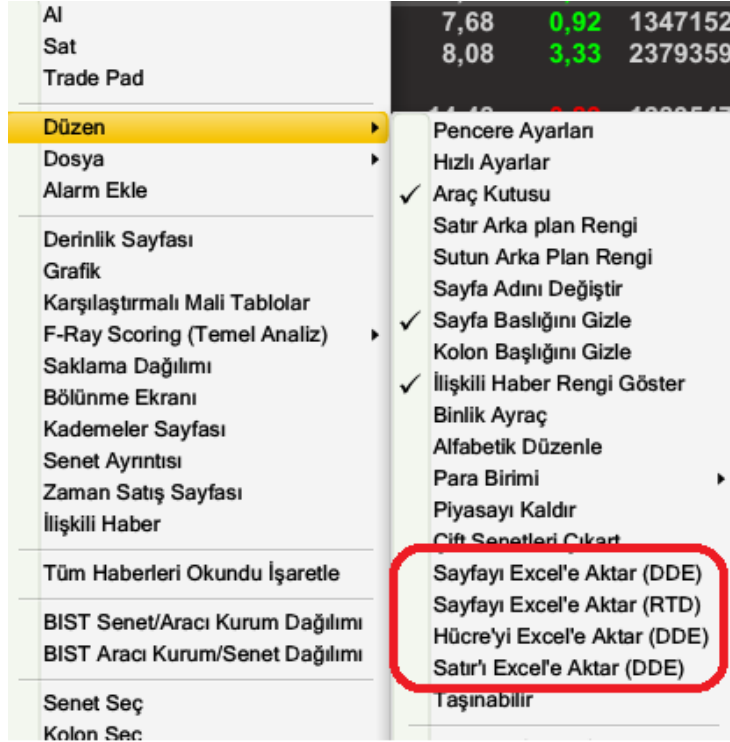 Al
Sat
Trade Pad
Düzen
Dosya
Alarm Ekle
Derinlik Sayfası
Grafik
Karşılaştırmalı Mali Tablolar
F-Ray Scoring (Temel Analiz)
Saklama Dağılımı
Bölünme Ekranı
Kademeler Sayfası
Senet Ayrıntısı
Zaman Satış Sayfası
İlişkili Haber
Tüm Haberleri Okundu İşaretle
BIST Senet/Aracı Kurum Dağılımı
BIST Aracı Kurum/Senet Dağılımı
Senet Seç
Kolon Seç
7,68 0,92 1347152
8,08 3,33 2379359
Pencere Ayarları
Hızlı Ayarlar
Araç Kutusu
Satır Arka plan Rengi
Sutun Arka Plan Rengi
Sayfa Adını Değiştir
Sayfa Baslığını Gizle
Kolon Başlığını Gizle
İlişkili Haber Rengi Göster
Binlik Ayraç
Alfabetik Düzenle
Para Birimi
Piyasayı Kaldır
Çift Senetleri Çıkart
Sayfayı Excel'e Aktar (DDE)
Sayfayı Excel'e Aktar (RTD)
Hücre'yi Excel'e Aktar (DDE)
Satır'ı Excel'e Aktar (DDE)
Taşınabilir